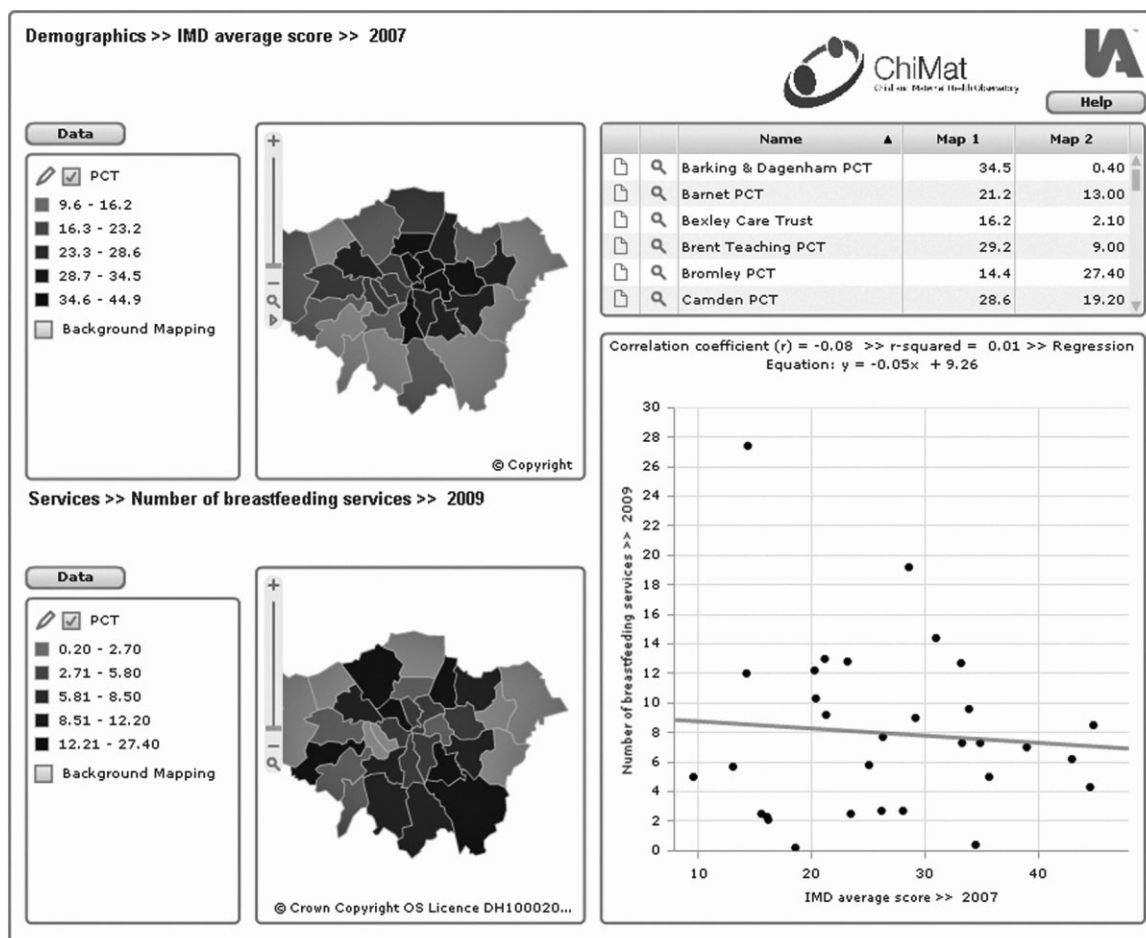 Demographics >> IMD average score >> 2007
ChiMat
Child and Maternal Health Observatory
Help
Data
PCT
9.6 - 16.2
16.3 - 23.2
23.3 - 28.6
28.7 - 34.5
34.6 - 44.9
Background Mapping
© Copyright
Name Map 1 Map 2
Barking & Dagenham PCT 34.5 0.40
Barnet PCT 21.2 13.00
Bexley Care Trust 16.2 2.10
Brent Teaching PCT 29.2 9.00
Bromley PCT 14.4 27.40
Camden PCT 28.6 19.20
Services >> Number of breastfeeding services >> 2009
Data
PCT
0.20 - 2.70
2.71 - 5.80
5.81 - 8.50
8.51 - 12.20
12.21 - 27.40
Background Mapping
© Crown Copyright OS Licence DH100020...
Correlation coefficient (r) = -0.08 >> r-squared = 0.01 >> Regression
Equation: y = -0.05x + 9.26
Number of breastfeeding services >> 2009
30
28
26
24
22
20
18
16
14
12
10
8
6
4
2
0
10 20 30 40
IMD average score >> 2007